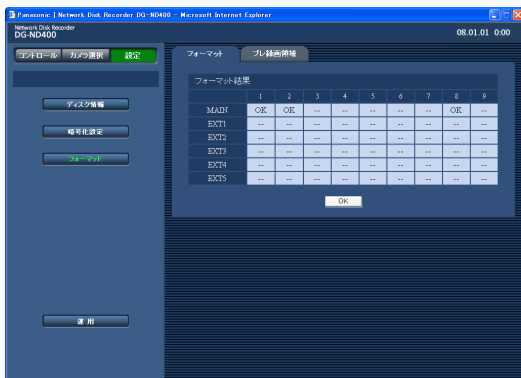 Panasonic | Network Disk Recorder DG-ND400 - Microsoft Internet Explorer
Network Disk Recorder
DG-ND400
08.01.01 0:00
コントロール カメラ選択 設定
フォーマット プレ録画領域
フォーマット結果
1 2 3 4 5 6 7 8 9
MAIN OK OK -- -- -- -- -- OK --
EXT1 -- -- -- -- -- -- -- -- --
EXT2 -- -- -- -- -- -- -- -- --
EXT3 -- -- -- -- -- -- -- -- --
EXT4 -- -- -- -- -- -- -- -- --
EXT5 -- -- -- -- -- -- -- -- --
OK
ディスク情報
暗号化設定
フォーマット
運用